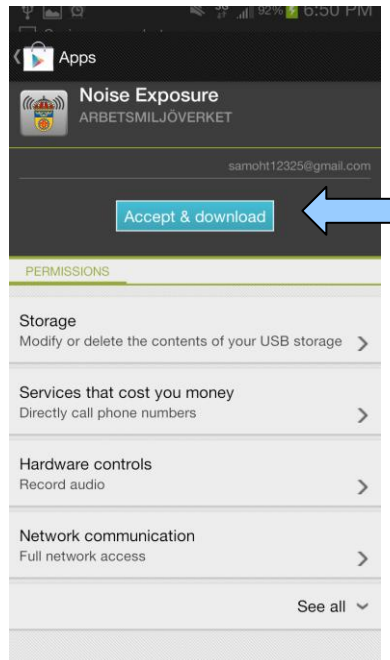 92% 6:50 PM
Apps
Noise Exposure
ARBETSMILJÖVERKET
samoht12325@gmail.com
Accept & download
PERMISSIONS
Storage
Modify or delete the contents of your USB storage
Services that cost you money
Directly call phone numbers
Hardware controls
Record audio
Network communication
Full network access
See all